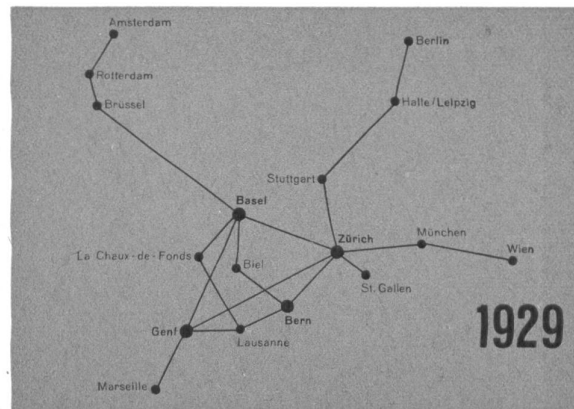 Amsterdam
Berlin
Rotterdam
Brüssel
Halle/Leipzig
Stuttgart
Basel
Zürich
München
Wien
La Chaux-de-Fonds
Biel
St. Gallen
Bern
Genf
Lausanne
1929
Marseille